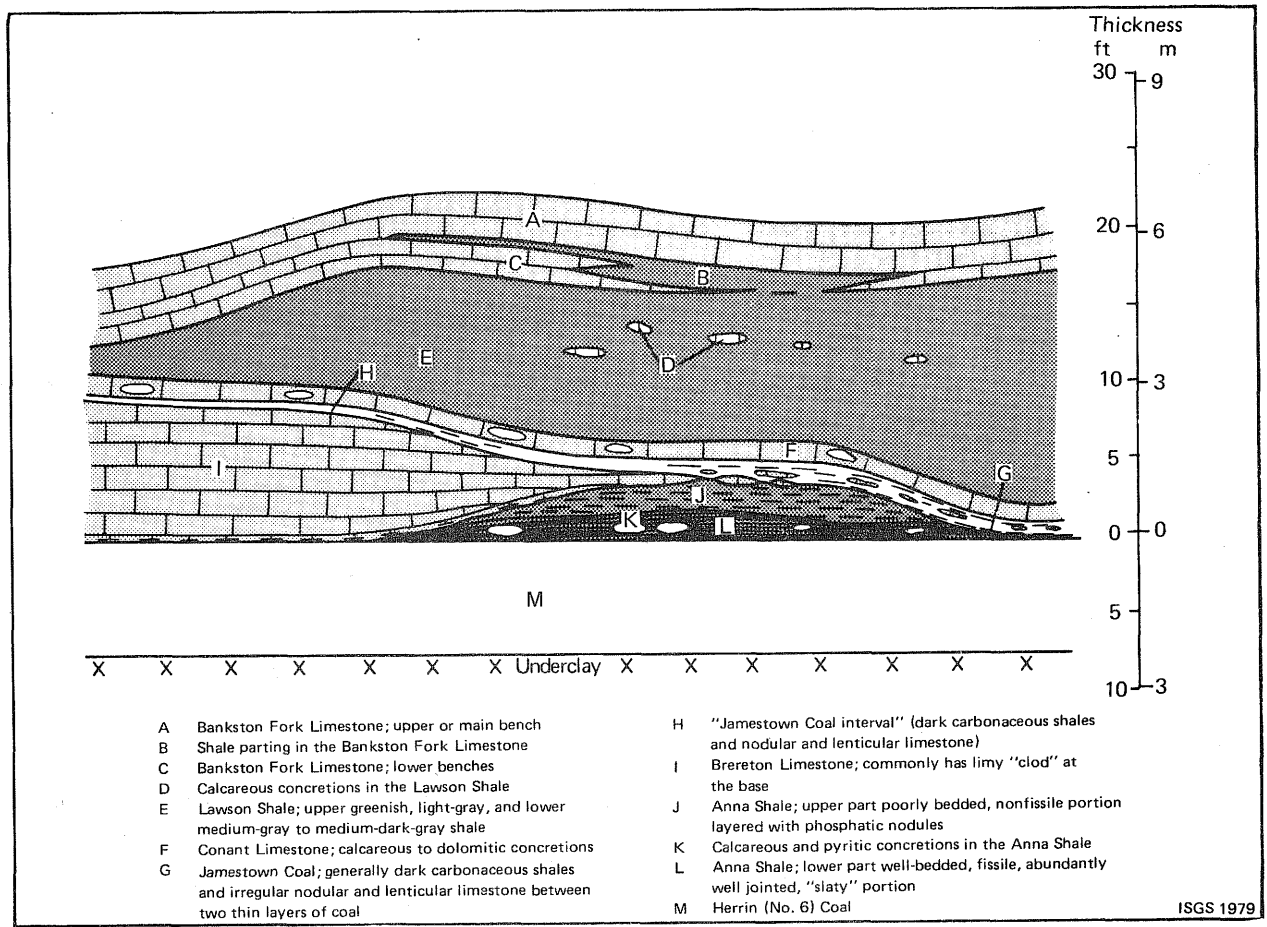 Thickness
ft m
30 9
A
20 6
C
B
D
E
H
10 3
F
5
G
I
J
K
L
0 0
M
5
X X X X X X X Underclay X X X X X X X
10 3
A Bankston Fork Limestone; upper or main bench
B Shale parting in the Bankston Fork Limestone
C Bankston Fork Limestone; lower benches
D Calcareous concretions in the Lawson Shale
E Lawson Shale; upper greenish, light-gray, and lower
medium-gray to medium-dark-gray shale
F Conant Limestone; calcareous to dolomitic concretions
G Jamestown Coal; generally dark carbonaceous shales
and irregular nodular and lenticular limestone between
two thin layers of coal
H "Jamestown Coal interval" (dark carbonaceous shales
and nodular and lenticular limestone)
I Brereton Limestone; commonly has limy "clod" at
the base
J Anna Shale; upper part poorly bedded, nonfissile portion
layered with phosphatic nodules
K Calcareous and pyritic concretions in the Anna Shale
L Anna Shale; lower part well-bedded, fissile, abundantly
well jointed, "slaty" portion
M Herrin (No. 6) Coal
ISGS 1979